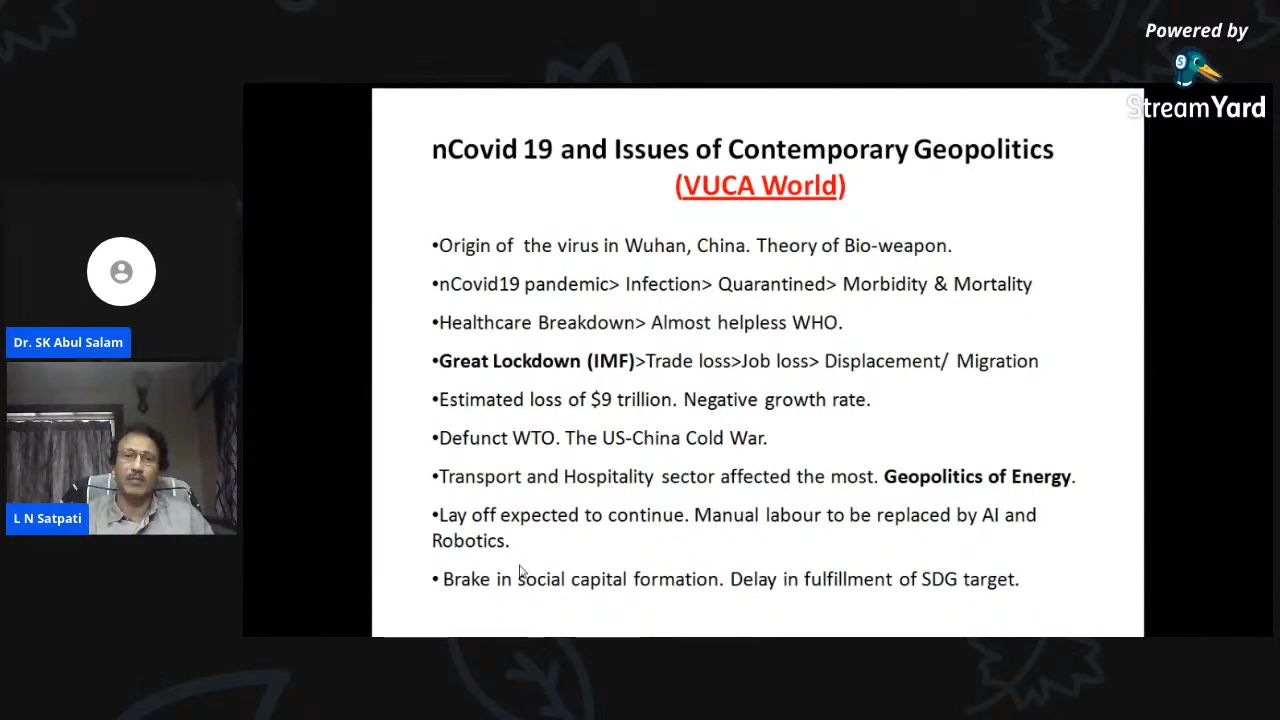 Powered by
StreamYard
nCovid 19 and Issues of Contemporary Geopolitics
(VUCA World)
•Origin of the virus in Wuhan, China. Theory of Bio-weapon.
•nCovid19 pandemic> Infection> Quarantined> Morbidity & Mortality
•Healthcare Breakdown> Almost helpless WHO.
•Great Lockdown (IMF)>Trade loss>Job loss> Displacement/ Migration
•Estimated loss of $9 trillion. Negative growth rate.
•Defunct WTO. The US-China Cold War.
•Transport and Hospitality sector affected the most. Geopolitics of Energy.
•Lay off expected to continue. Manual labour to be replaced by AI and
Robotics.
• Brake in social capital formation. Delay in fulfillment of SDG target.
Dr. SK Abul Salam
L N Satpati